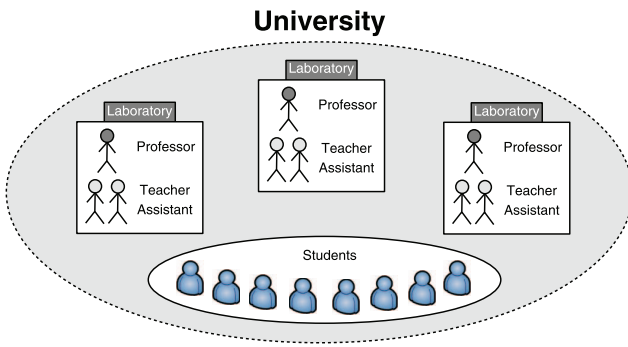 University
Laboratory
Professor
Teacher
Assistant
Laboratory
Professor
Teacher
Assistant
Laboratory
Professor
Teacher
Assistant
Students